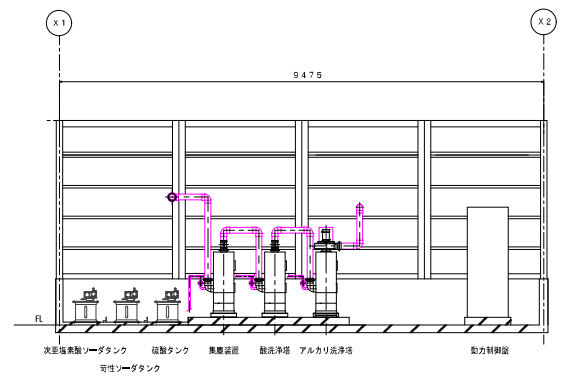 X1
X2
9475
FL
次亜塩素酸ソーダタンク
硫酸タンク
集塵装置
酸洗浄塔
アルカリ洗浄塔
動力制御盤
苛性ソーダタンク